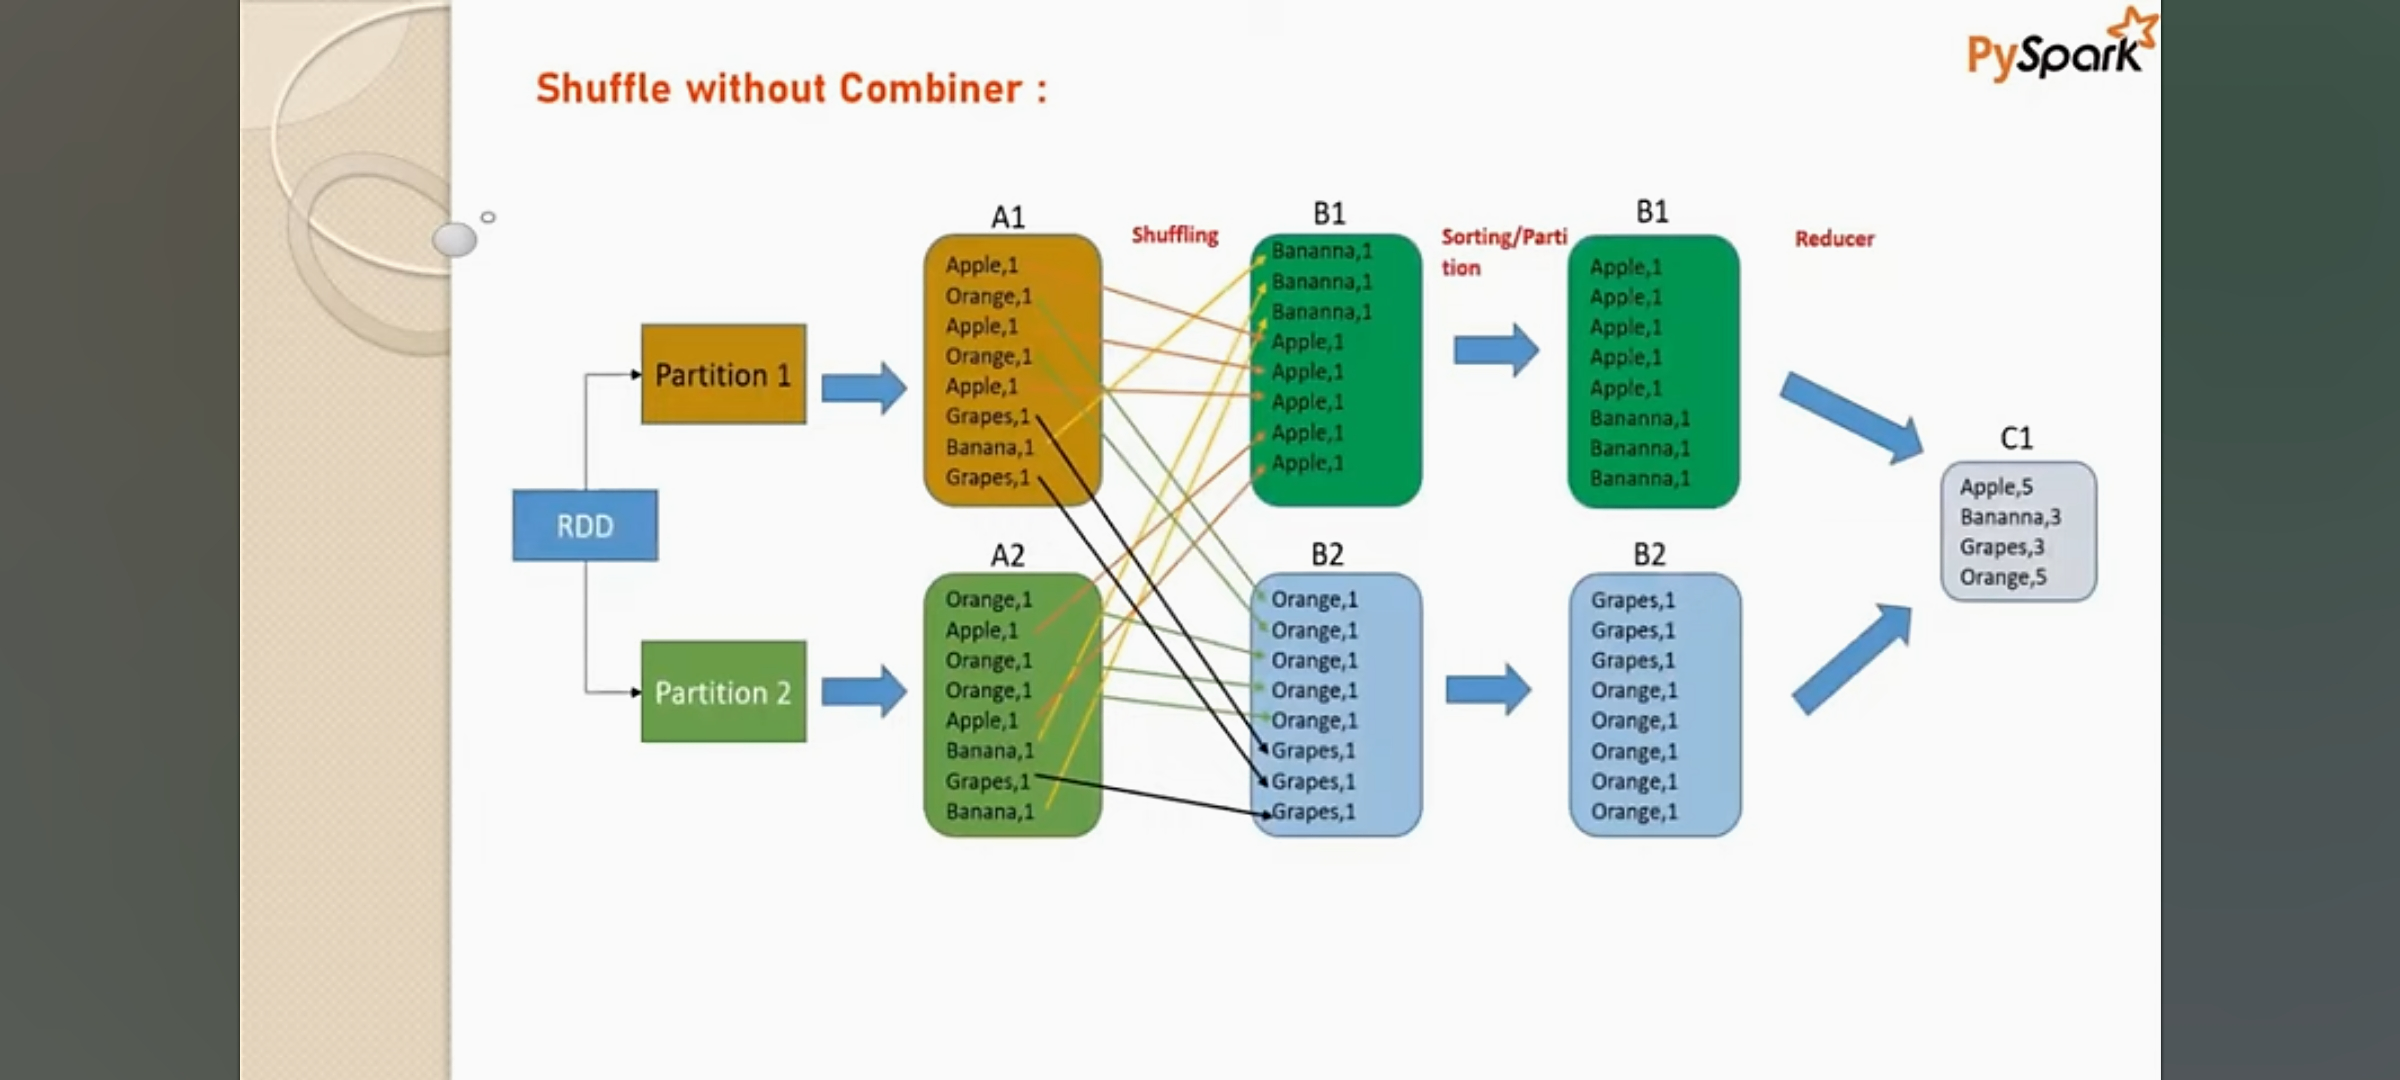 PySpark
Shuffle without Combiner :
A1
Apple,1
Orange,1
Apple,1
Orange,1
Apple,1
Grapes,1
Banana,1
Grapes,1
Shuffling
B1
Bananna,1
Bananna,1
Bananna,1
Apple,1
Apple,1
Apple,1
Apple,1
Apple,1
Sorting/Parti
tion
B1
Apple,1
Apple,1
Apple,1
Apple,1
Apple,1
Bananna,1
Bananna,1
Bananna,1
Reducer
Partition 1
RDD
Partition 2
A2
Orange,1
Apple,1
Orange,1
Orange,1
Apple,1
Banana,1
Grapes,1
Banana,1
B2
Orange,1
Orange,1
Orange,1
Orange,1
Orange,1
Grapes,1
Grapes,1
Grapes,1
B2
Grapes,1
Grapes,1
Grapes,1
Orange,1
Orange,1
Orange,1
Orange,1
Orange,1
C1
Apple,5
Bananna,3
Grapes,3
Orange,5